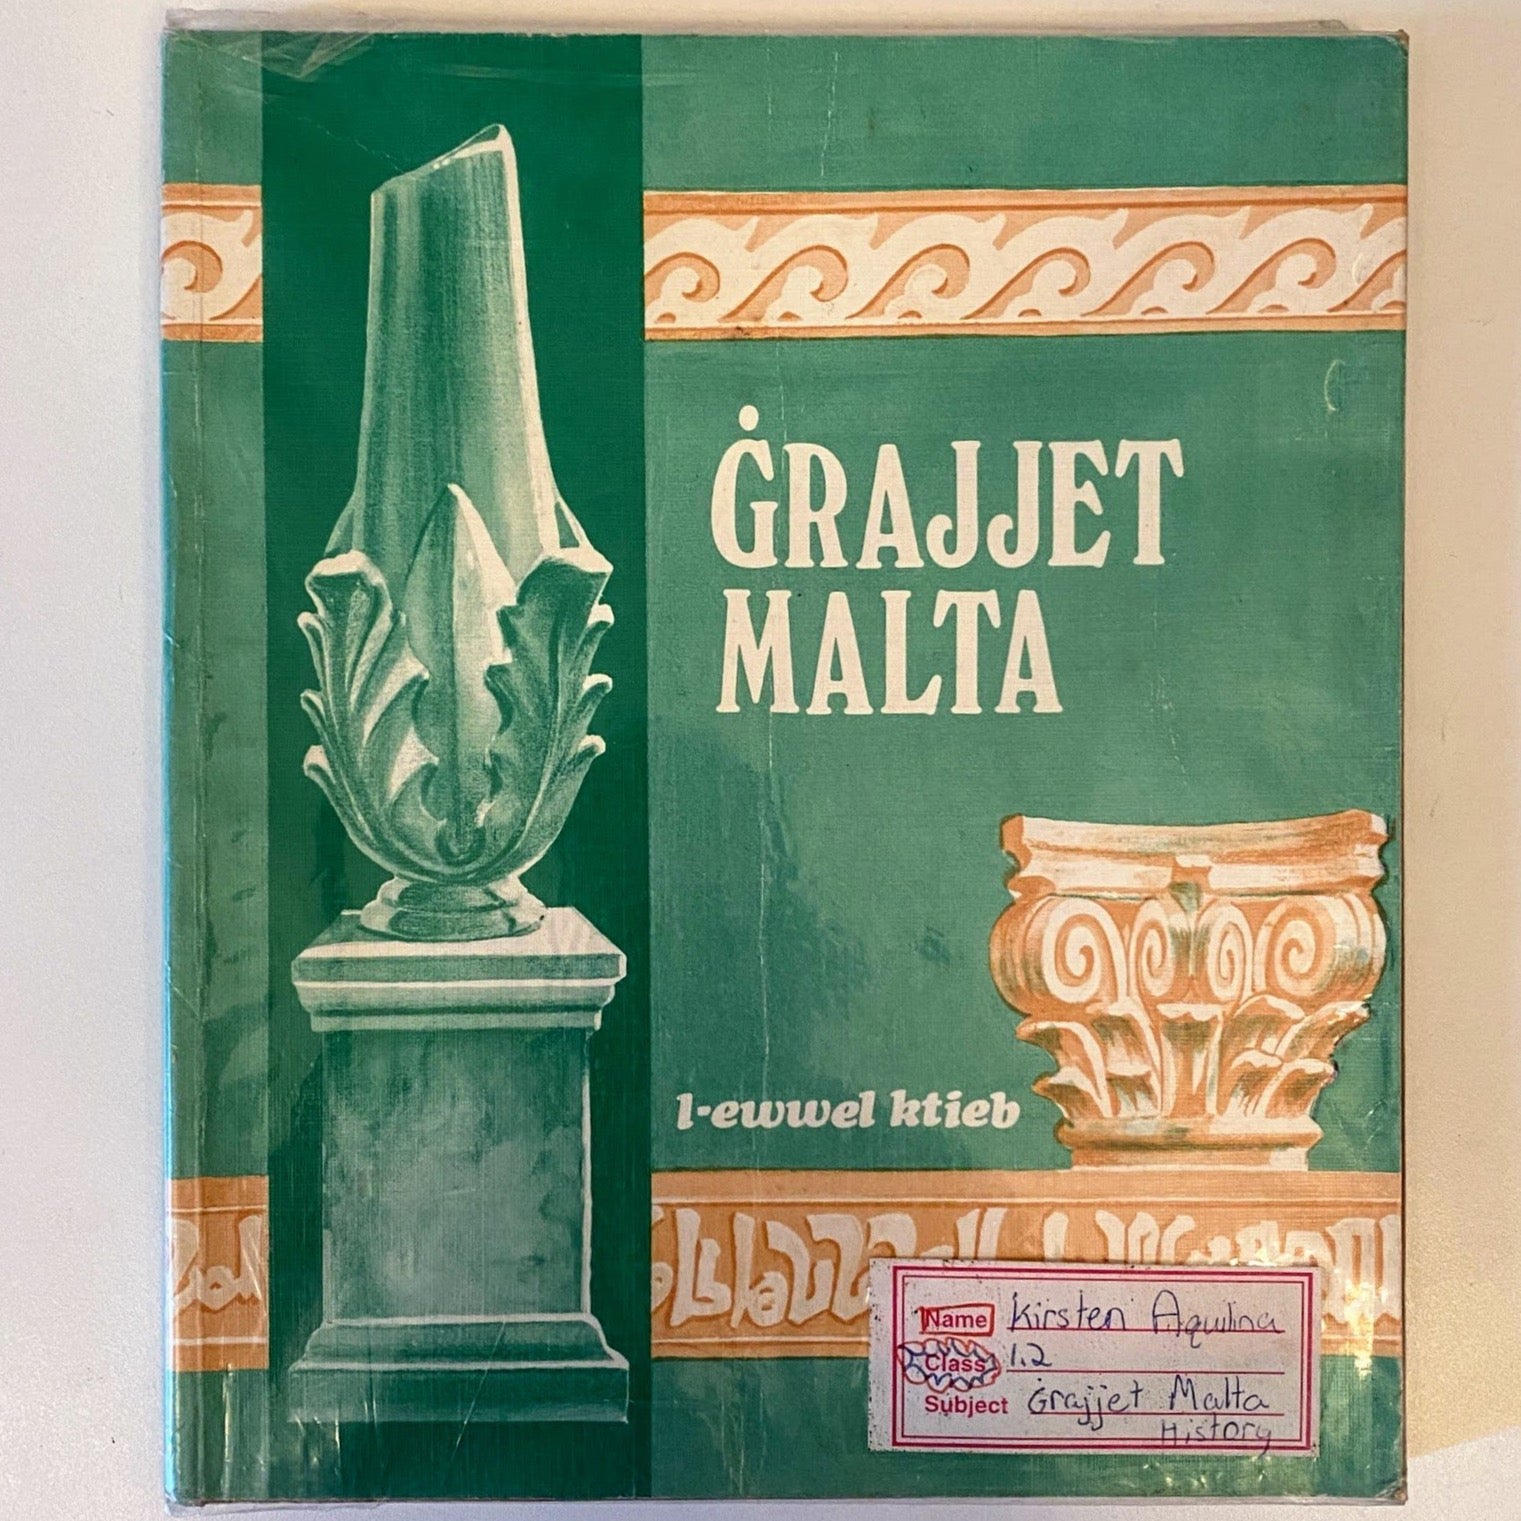 ĠRAJJET
MALTA
l-ewwel ktieb
Name Kirsten Aquilina
Class 1.2
Subject Ġrajjet Malta
History